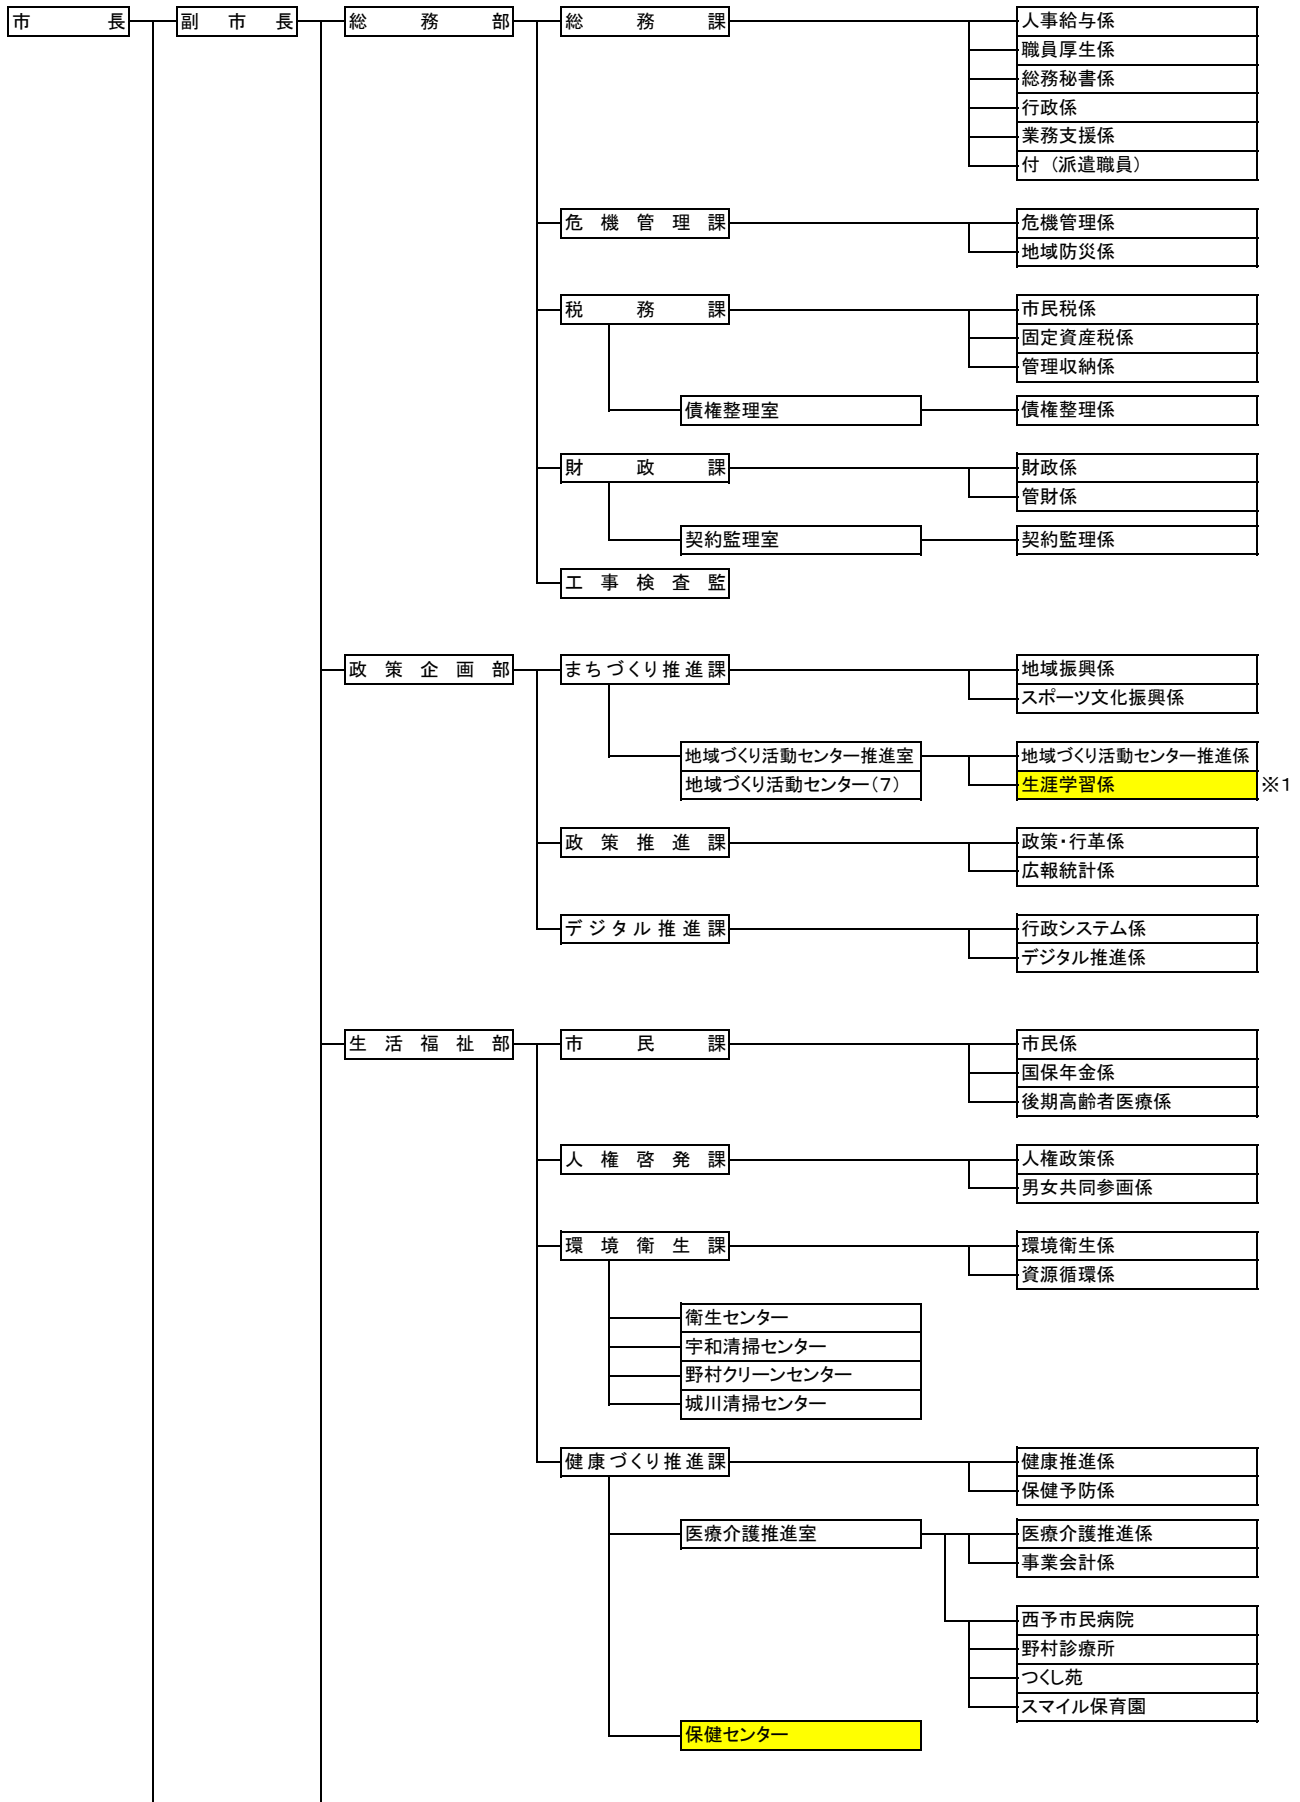 市長 副市長 総務部 総務課 人事給与係
職員厚生係
総務秘書係
行政係
業務支援係
付（派遣職員）
危機管理課 危機管理係
地域防災係
税務課 市民税係
固定資産税係
管理収納係
債権整理室 債権整理係
財政課 財政係
管財係
契約監理室 契約監理係
工事検査監
政策企画部 まちづくり推進課 地域振興係
スポーツ文化振興係
地域づくり活動センター推進室 地域づくり活動センター推進係
地域づくり活動センター（7） 生涯学習係 ※1
政策推進課 政策・行革係
広報統計係
デジタル推進課 行政システム係
デジタル推進係
生活福祉部 市民課 市民係
国保年金係
後期高齢者医療係
人権啓発課 人権政策係
男女共同参画係
環境衛生課 環境衛生係
資源循環係
衛生センター
宇和清掃センター
野村クリーンセンター
城川清掃センター
健康づくり推進課 健康推進係
保健予防係
医療介護推進室 医療介護推進係
事業会計係
西予市民病院
野村診療所
つくし苑
スマイル保育園
保健センター